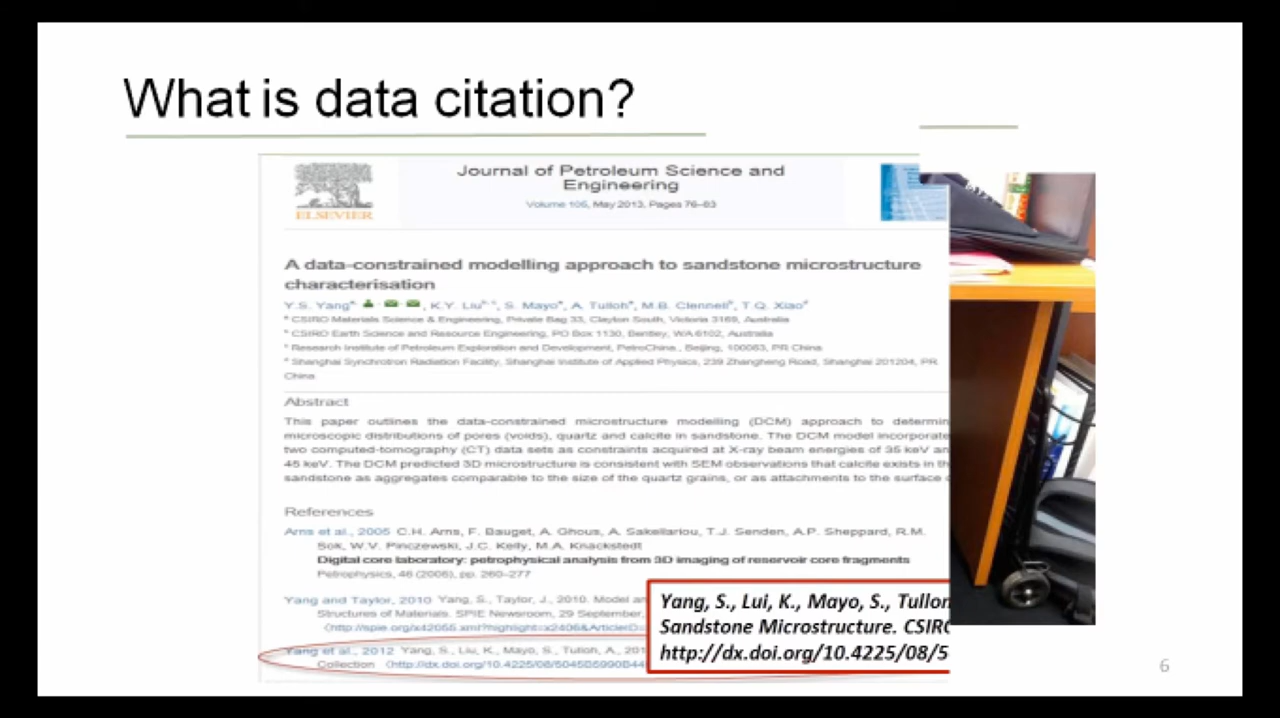 What is data citation?
ELSEVIER
Journal of Petroleum Science and
Engineering
Volume 105, May 2013, Pages 76–83
A data-constrained modelling approach to sandstone microstructure
characterisation
Y.S. Yang, K.Y. Liu, S. Mayo, A. Tulloh, M.B. Clennell, T.Q. Xiao
CSIRO Materials Science & Engineering, Private Bag 33, Clayton South, Victoria 3169, Australia
CSIRO Earth Science and Resource Engineering, PO Box 1130, Bentley, WA 6102, Australia
Research Institute of Petroleum Exploration and Development, PetroChina., Beijing, 100083, PR China
Shanghai Synchrotron Radiation Facility, Shanghai Institute of Applied Physics, 239 Zhangheng Road, Shanghai 201204, PR
China
Abstract
This paper outlines the data-constrained microstructure modelling (DCM) approach to determin
microscopic distributions of pores (voids), quartz and calcite in sandstone. The DCM model incorporate
two computed-tomography (CT) data sets as constraints acquired at X-ray beam energies of 35 keV an
45 keV. The DCM predicted 3D microstructure is consistent with SEM observations that calcite exists in th
sandstone as aggregates comparable to the size of the quartz grains, or as attachments to the surface
References
Arns et al., 2005 C.H. Arns, F. Bauget, A. Ghous, A. Sakellariou, T.J. Senden, A.P. Sheppard, R.M.
Sok, W.V. Pinczewski, J.C. Kelly, M.A. Knackstedt
Digital core laboratory: petrophysical analysis from 3D imaging of reservoir core fragments
Petrophysics, 46 (2005), pp. 260–277
Yang and Taylor, 2010 Yang, S., Taylor, J., 2010. Model an
Structures of Materials. SPIE Newsroom, 29 September,
Yang et al., 2012 Yang, S., Liu, K., Mayo, S., Tulloh, A., 201
Collection
Yang, S., Lui, K., Mayo, S., Tullon
Sandstone Microstructure. CSIRO
http://dx.doi.org/10.4225/08/5
6